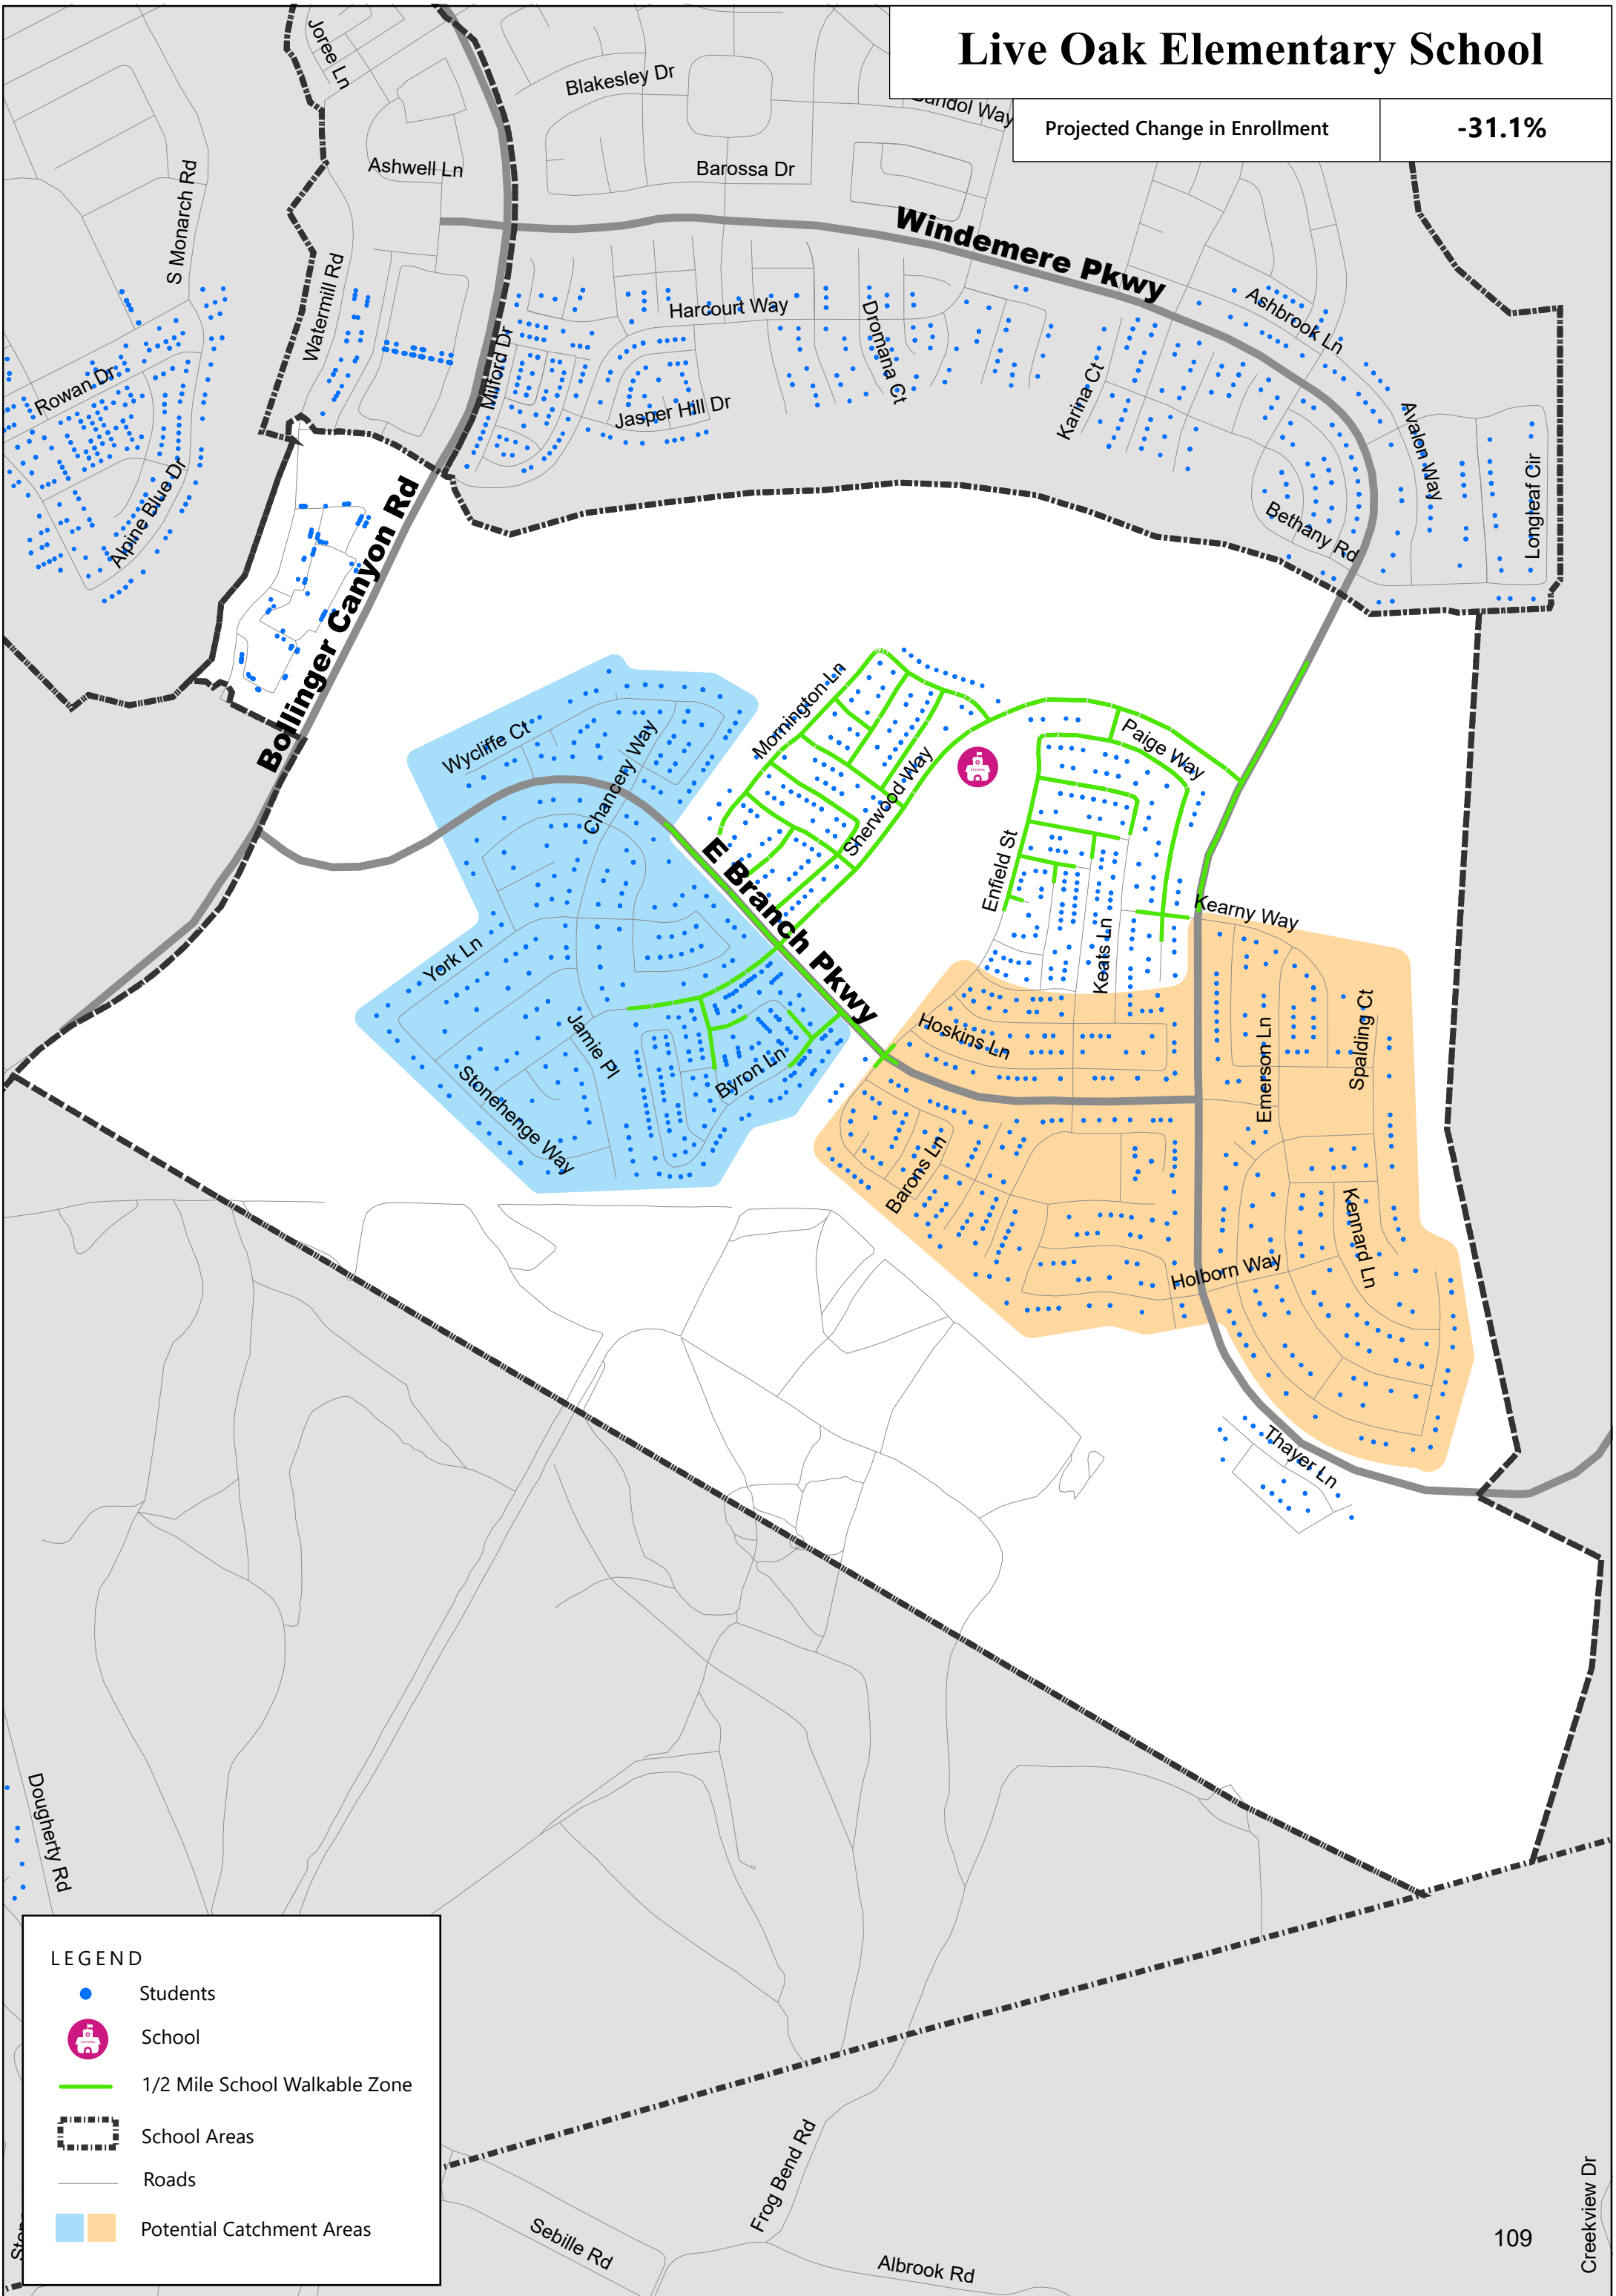 Live Oak Elementary School
Projected Change in Enrollment
-31.1%
Joree Ln
Blakesley Dr
Ashwell Ln
Barossa Dr
S Monarch Rd
Windemere Pkwy
Watermill Rd
Harcourt Way
Dromana Ct
Ashbrook Ln
Milford Dr
Rowan Dr
Jasper Hill Dr
Karina Ct
Avalon Way
Longleaf Cir
Alpine Blue Dr
Bethany Rd
Bollinger Canyon Rd
Mornington Ln
Wycliffe Ct
Chancery Way
Paige Way
Sherwood Way
E Branch Pkwy
Enfield St
Kearny Way
York Ln
Keats Ln
Hoskins Ln
Jamie Pl
Byron Ln
Emerson Ln
Spalding Ct
Stonehenge Way
Barons Ln
Kennard Ln
Holborn Way
Thayer Ln
Dougherty Rd
LEGEND
Students
School
1/2 Mile School Walkable Zone
School Areas
Roads
Potential Catchment Areas
Frog Bend Rd
Sebille Rd
Albrook Rd
109
Creekview Dr